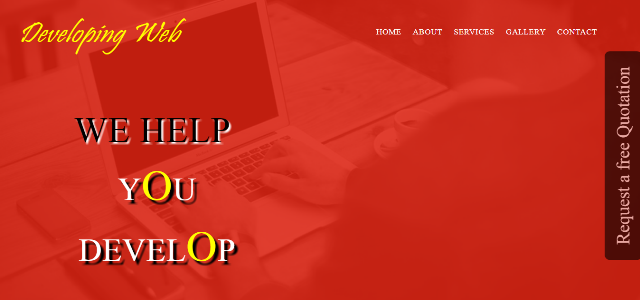 Developing Web
HOME ABOUT SERVICES GALLERY CONTACT
WE HELP
YOU
DEVELOP
Request a free Quotation